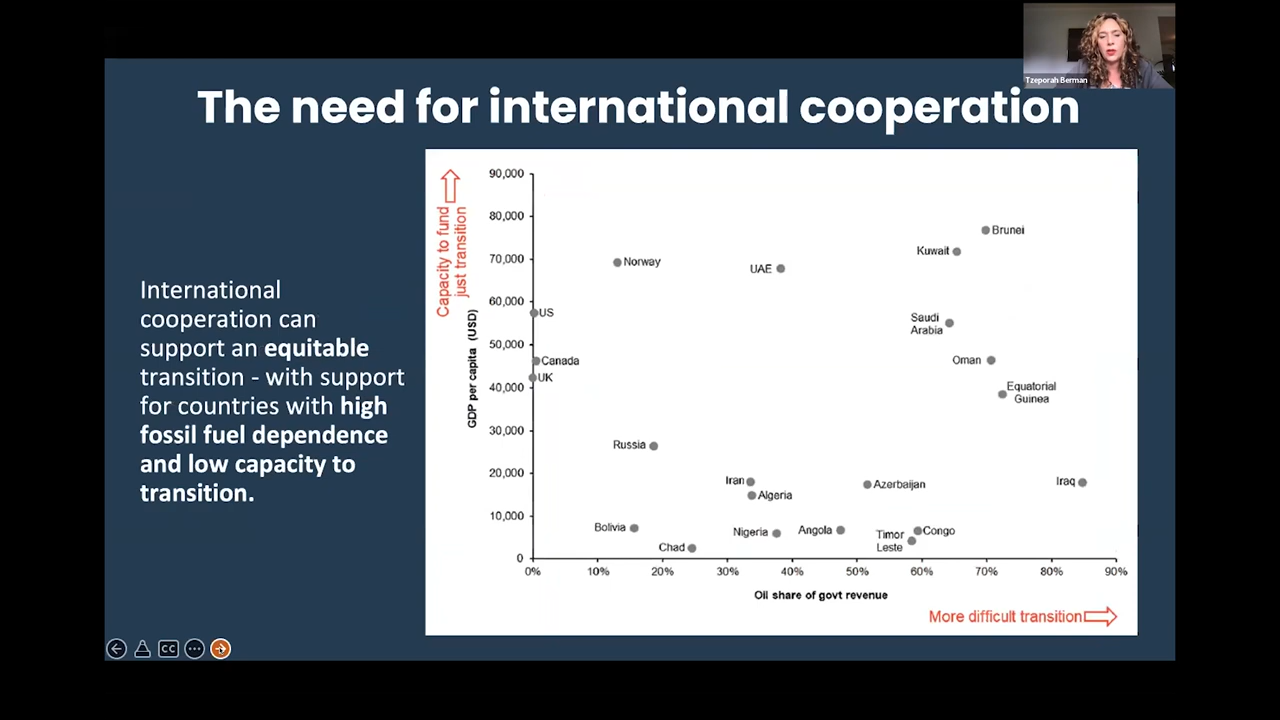 Tzeporah Berman
The need for international cooperation
International
cooperation can
support an equitable
transition - with support
for countries with high
fossil fuel dependence
and low capacity to
transition.
Capacity to fund
just transition
GDP per capita (USD)
90,000
80,000
70,000
60,000
50,000
40,000
30,000
20,000
10,000
0
Brunei
Kuwait
Norway
UAE
US
Saudi
Arabia
Canada
Oman
UK
Equatorial
Guinea
Russia
Iran
Azerbaijan
Iraq
Algeria
Bolivia
Nigeria
Angola
Timor
Leste
Congo
Chad
0%
10%
20%
30%
40%
50%
60%
70%
80%
90%
Oil share of govt revenue
More difficult transition
CC